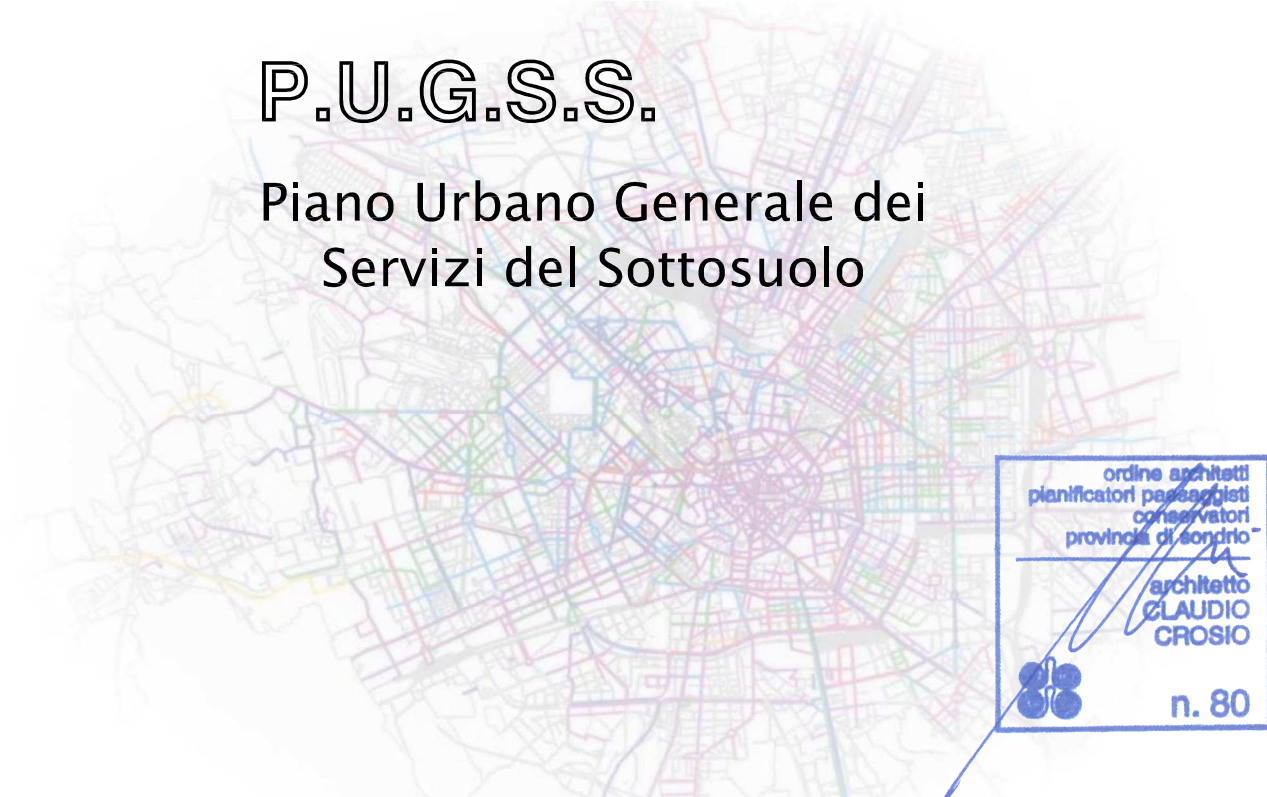 P.U.G.S.S.
Piano Urbano Generale dei
Servizi del Sottosuolo
ordine architetti
pianificatori paesaggisti
conservatori
provincia di sondrio
architetto
CLAUDIO
CROSIO
n. 80